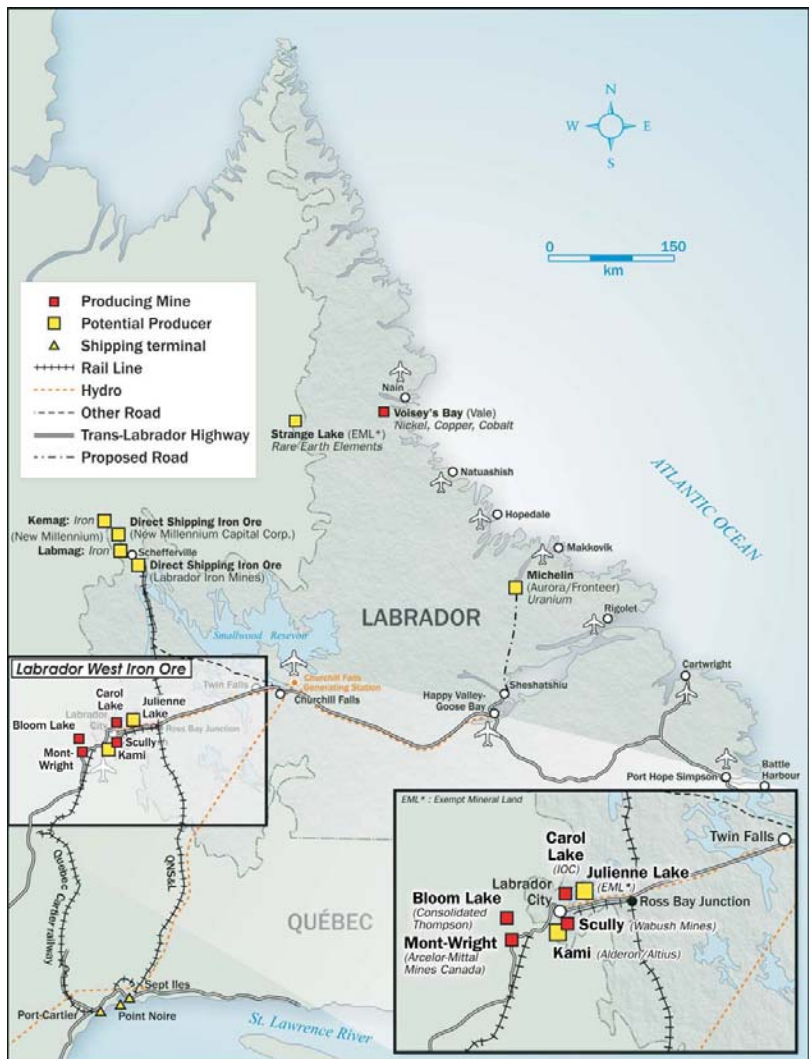 N
W E
S
0 150
km
Producing Mine
Potential Producer
Shipping terminal
Rail Line
Hydro
Other Road
Trans-Labrador Highway
Proposed Road
Nain
Voisey's Bay (Vale)
Nickel, Copper, Cobalt
Strange Lake (EML*)
Rare Earth Elements
Natuashish
ATLANTIC OCEAN
Hopedale
Kemag: Iron
(New Millennium)
Direct Shipping Iron Ore
(New Millennium Capital Corp.)
Labmag: Iron
Schefferville
Direct Shipping Iron Ore
(Labrador Iron Mines)
Makkovik
Michelin
(Aurora/Fronteer)
Uranium
LABRADOR
Rigolet
Smallwood Resevoir
Labrador West Iron Ore
Churchill Falls
Generating Station
Twin Falls
Churchill Falls
Sheshatshiu
Happy Valley-
Goose Bay
Cartwright
Carol
Lake
Julienne
Lake
Labrador
City
Ross Bay Junction
Bloom Lake
Scully
Mont-
Wright
Kami
Port Hope Simpson
Battle
Harbour
Quebec Cartier railway
QNS&L
QUÉBEC
Sept Iles
Port-Cartier
Point Noire
St. Lawrence River
EML* : Exempt Mineral Land
Twin Falls
Carol
Lake
(IOC)
Julienne Lake
(EML*)
Labrador
City
Ross Bay Junction
Bloom Lake
(Consolidated
Thompson)
Scully (Wabush Mines)
Mont-Wright
(Arcelor-Mittal
Mines Canada)
Kami (Alderon/Altius)